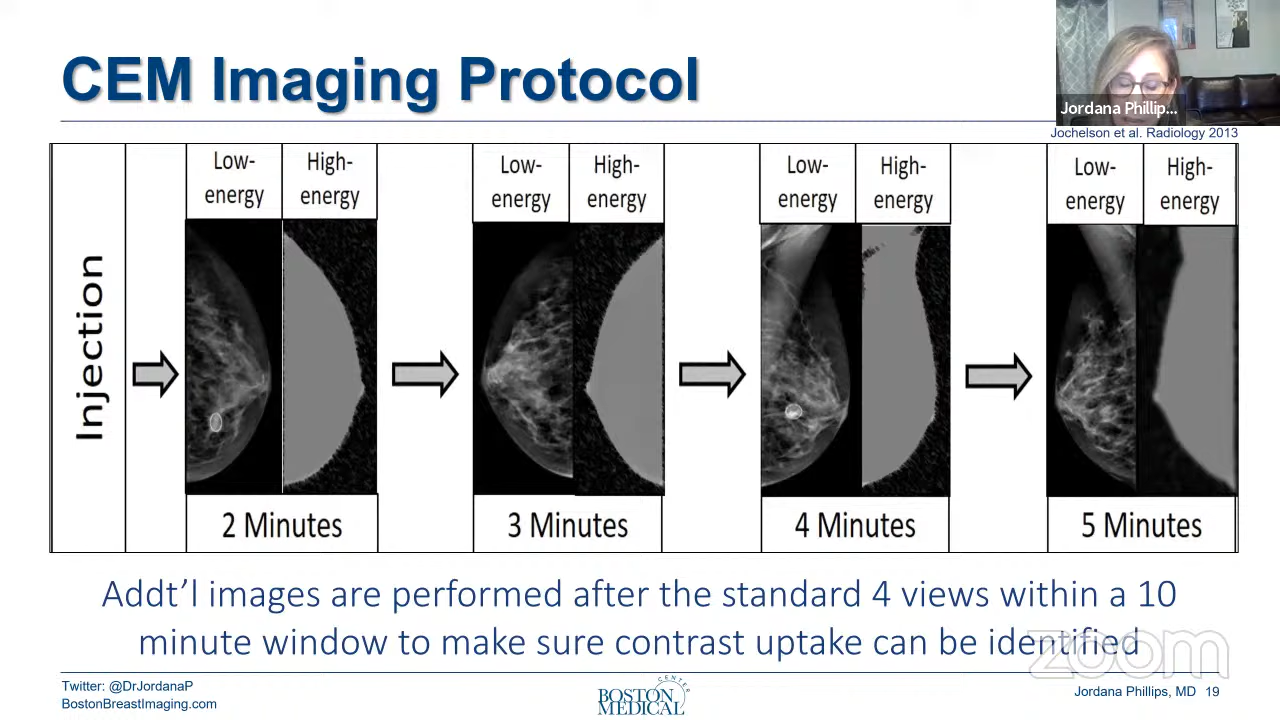 CEM Imaging Protocol
Jordana Phillip...
Jochelson et al. Radiology 2013
Injection
Low-
energy
High-
energy
2 Minutes
Low-
energy
High-
energy
3 Minutes
Low-
energy
High-
energy
4 Minutes
Low-
energy
High-
energy
5 Minutes
Addt’l images are performed after the standard 4 views within a 10
minute window to make sure contrast uptake can be identified
zoom
Twitter: @DrJordanaP
BostonBreastImaging.com
BOSTON
MEDICAL
CENTER
Jordana Phillips, MD 19